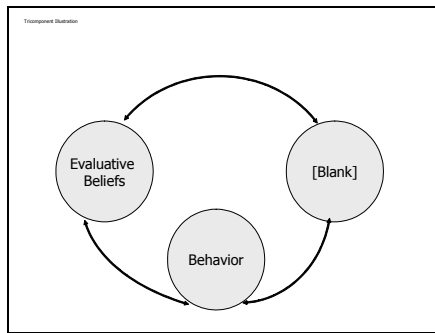 Tricomponent Illustration
Evaluative
Beliefs
[Blank]
Behavior